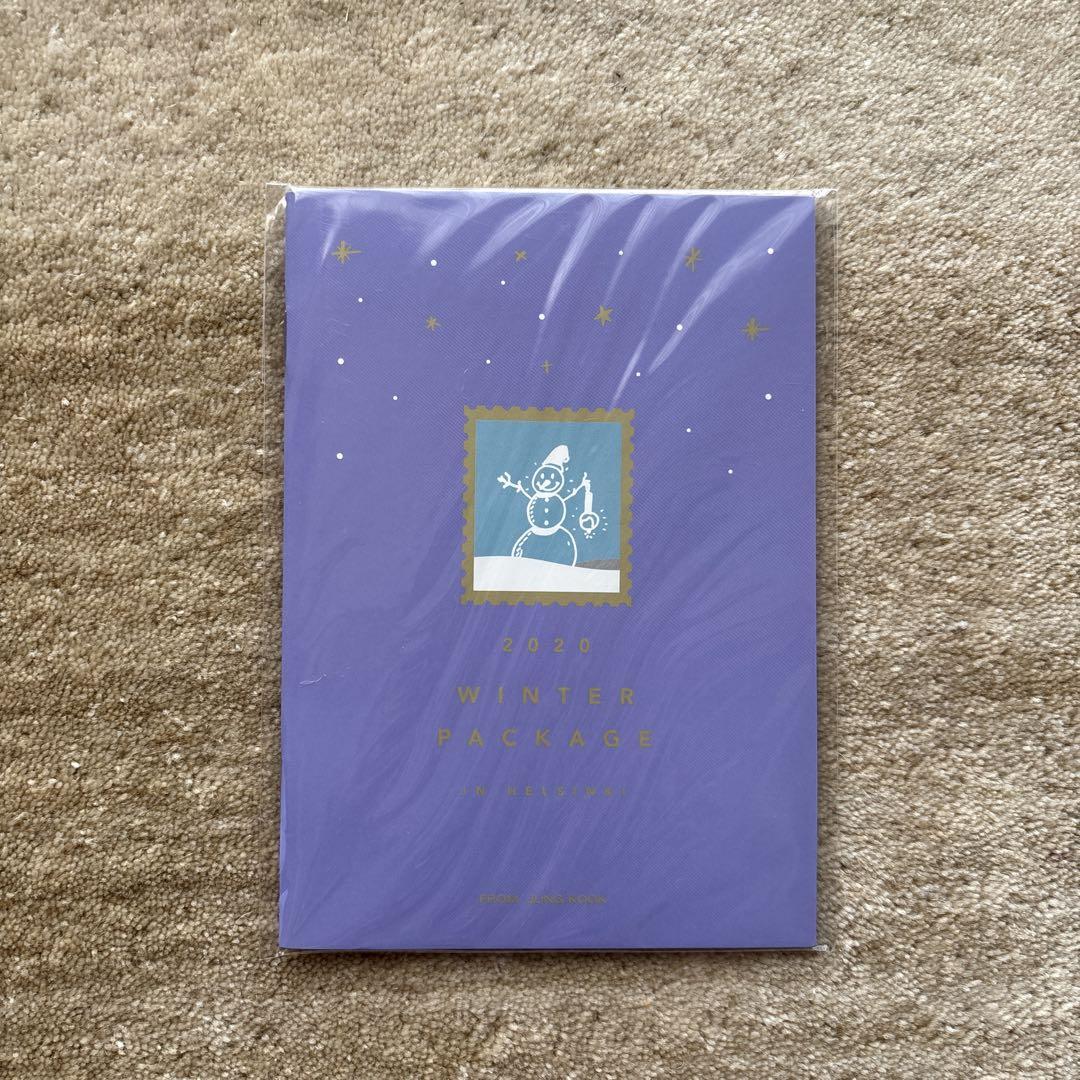 2020
WINTER
PACKAGE
IN HELSINKI
FROM. JUNG KOOK